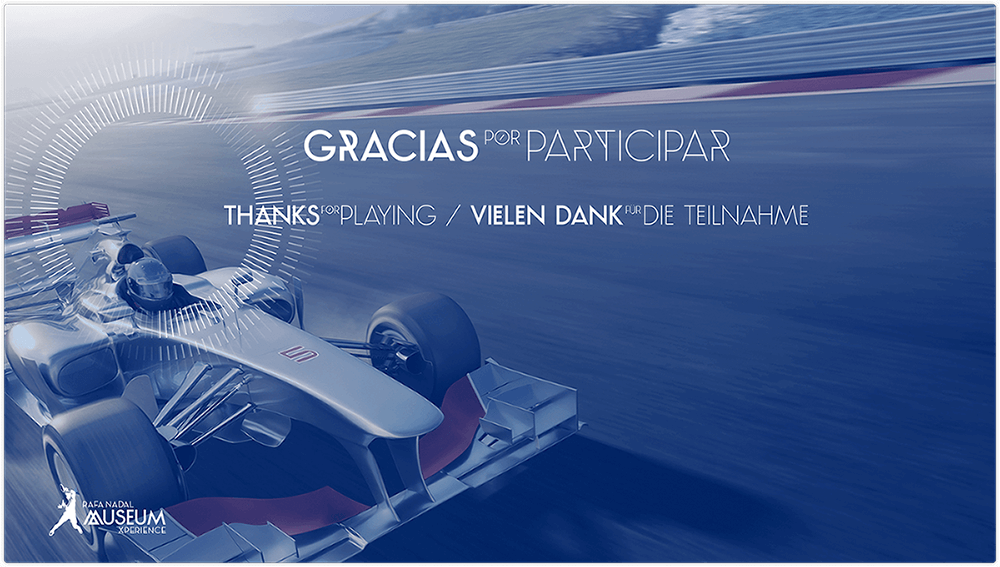 GRACIAS POR PARTICIPAR
THANKS FOR PLAYING / VIELEN DANK FÜR DIE TEILNAHME
5
RAFA NADAL
MUSEUM
XPERIENCE